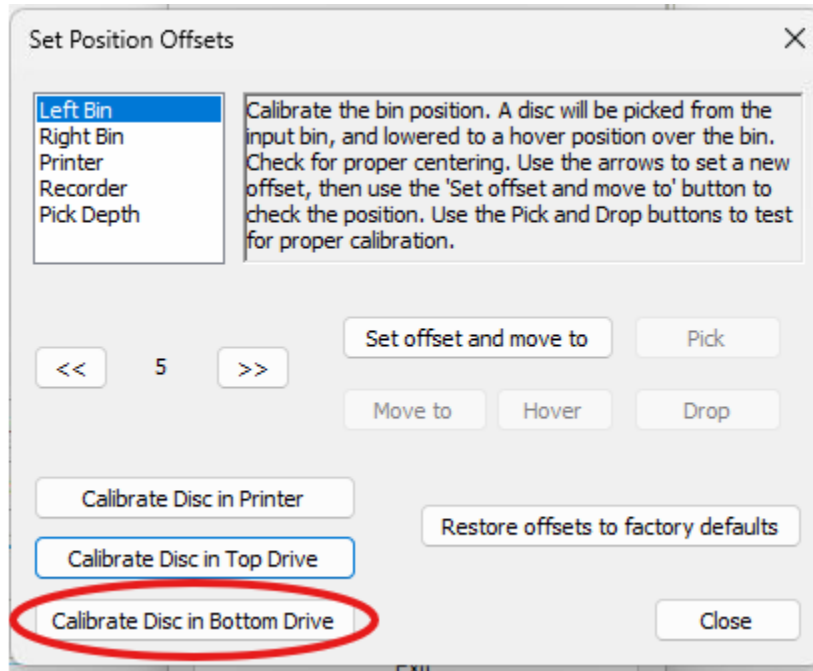 Set Position Offsets
Left Bin
Right Bin
Printer
Recorder
Pick Depth
Calibrate the bin position. A disc will be picked from the
input bin, and lowered to a hover position over the bin.
Check for proper centering. Use the arrows to set a new
offset, then use the 'Set offset and move to' button to
check the position. Use the Pick and Drop buttons to test
for proper calibration.
<< 5 >>
Set offset and move to
Pick
Move to
Hover
Drop
Calibrate Disc in Printer
Calibrate Disc in Top Drive
Restore offsets to factory defaults
Calibrate Disc in Bottom Drive
Close